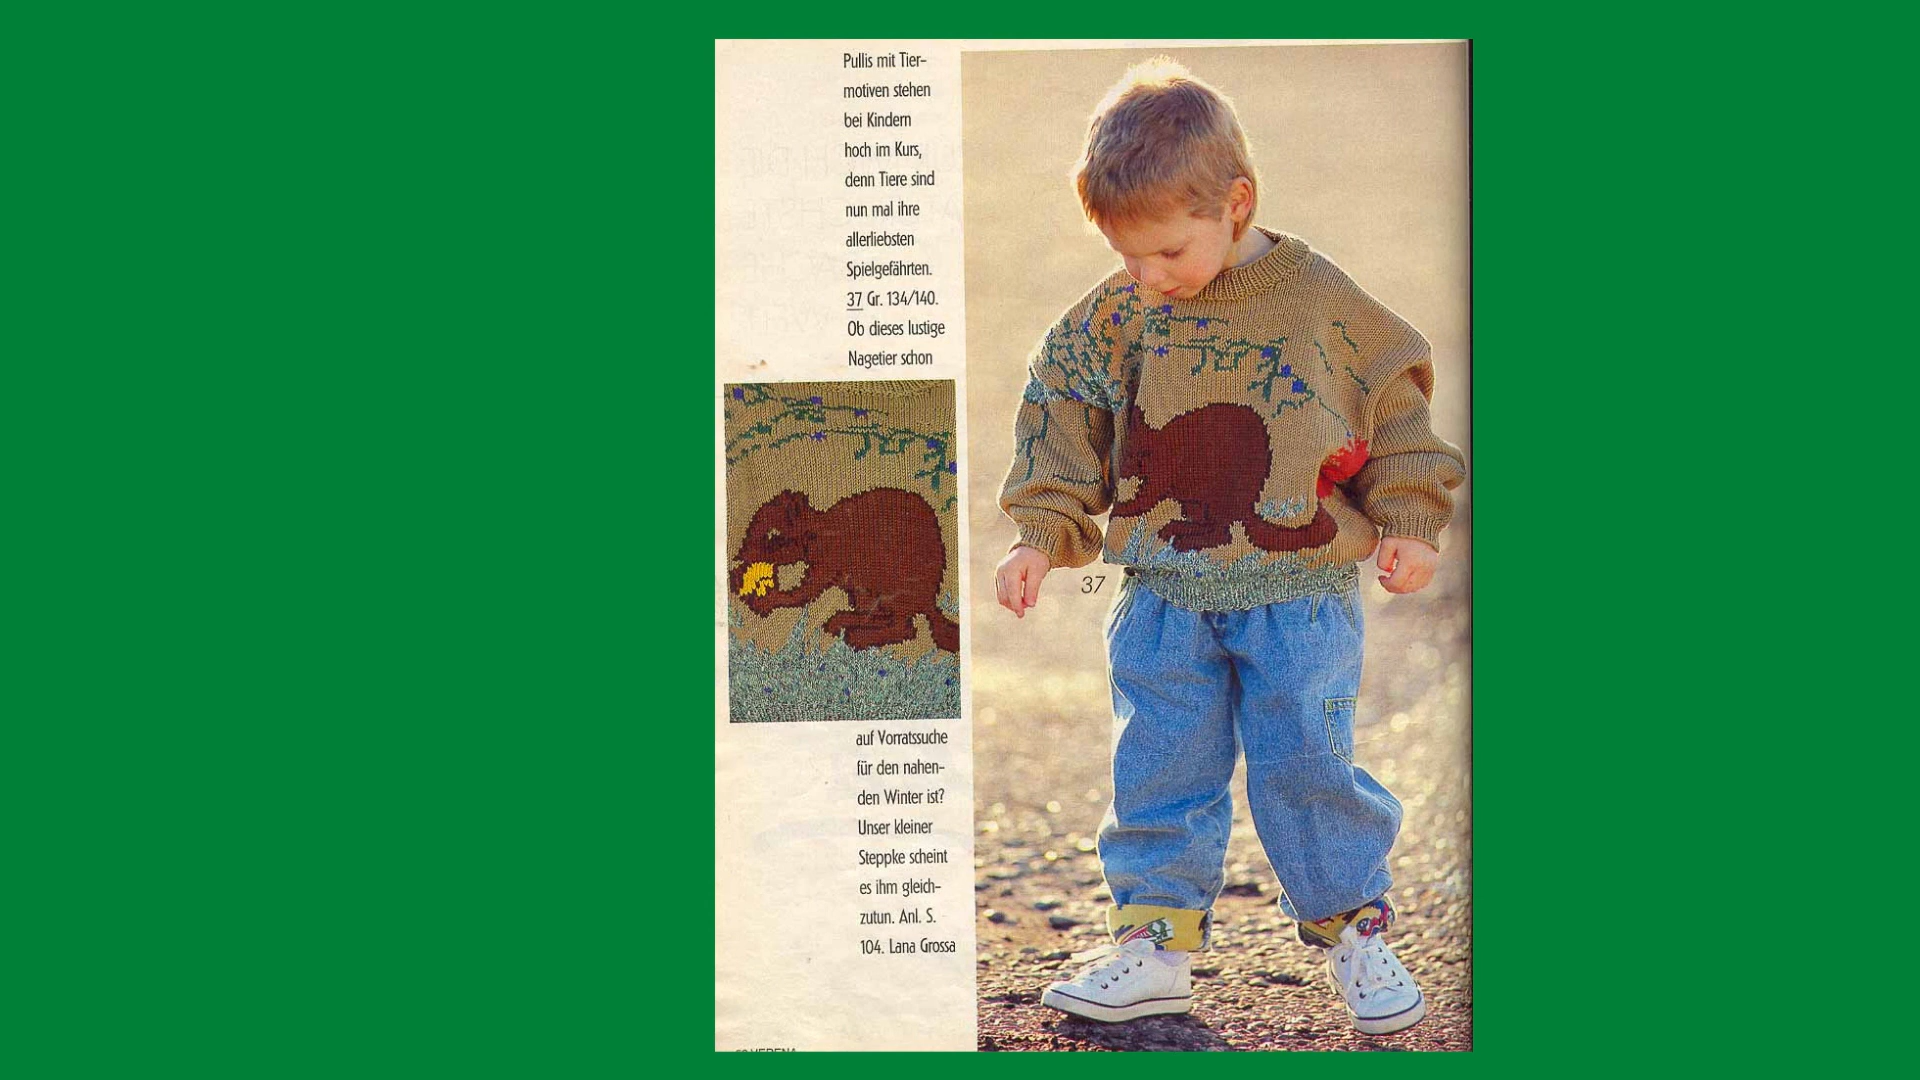 Pullis mit Tier-
motiven stehen
bei Kindern
hoch im Kurs,
denn Tiere sind
nun mal ihre
allerliebsten
Spielgefährten.
37 Gr. 134/140.
Ob dieses lustige
Nagetier schon
auf Vorratssuche
für den nahen-
den Winter ist?
Unser kleiner
Steppke scheint
es ihm gleich-
zutun. Anl. S.
104. Lana Grossa
37
VERENA